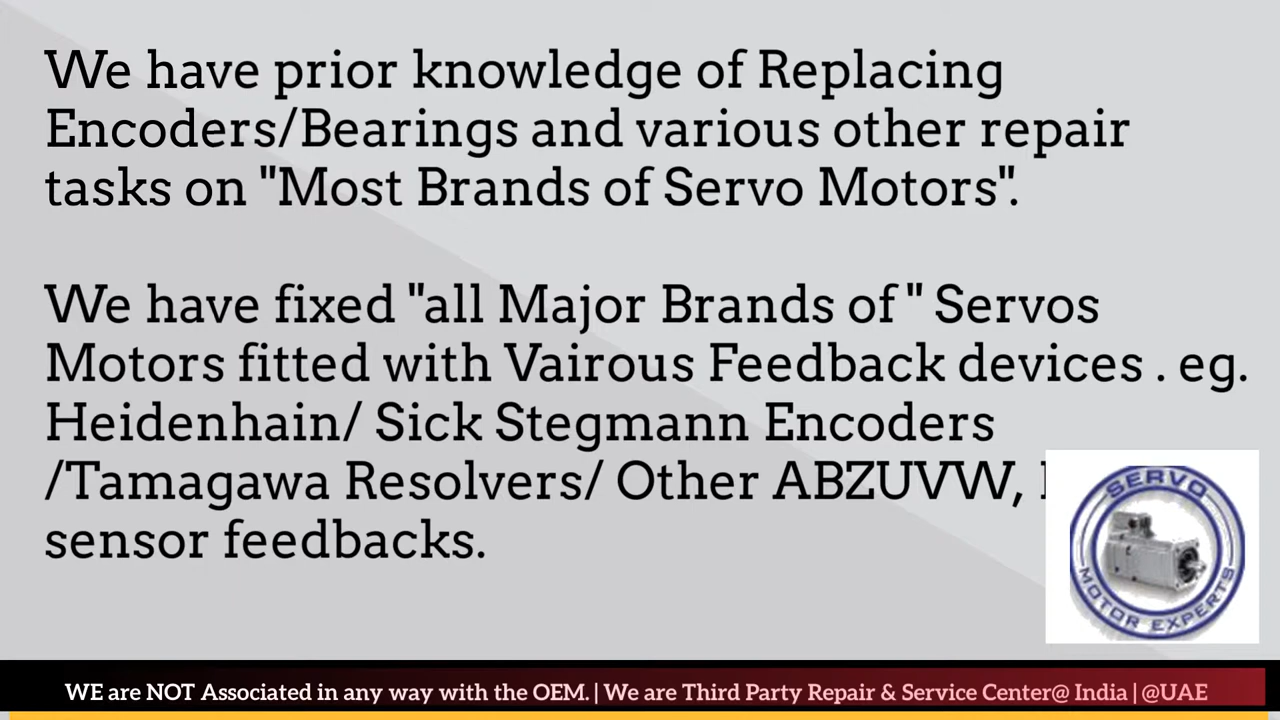 We have prior knowledge of Replacing
Encoders/Bearings and various other repair
tasks on "Most Brands of Servo Motors".
We have fixed "all Major Brands of " Servos
Motors fitted with Vairous Feedback devices . eg.
Heidenhain/ Sick Stegmann Encoders
/Tamagawa Resolvers/ Other ABZUVW,
sensor feedbacks.
SERVO
MOTOR EXPERTS
WE are NOT Associated in any way with the OEM. | We are Third Party Repair & Service Center@ India | @UAE